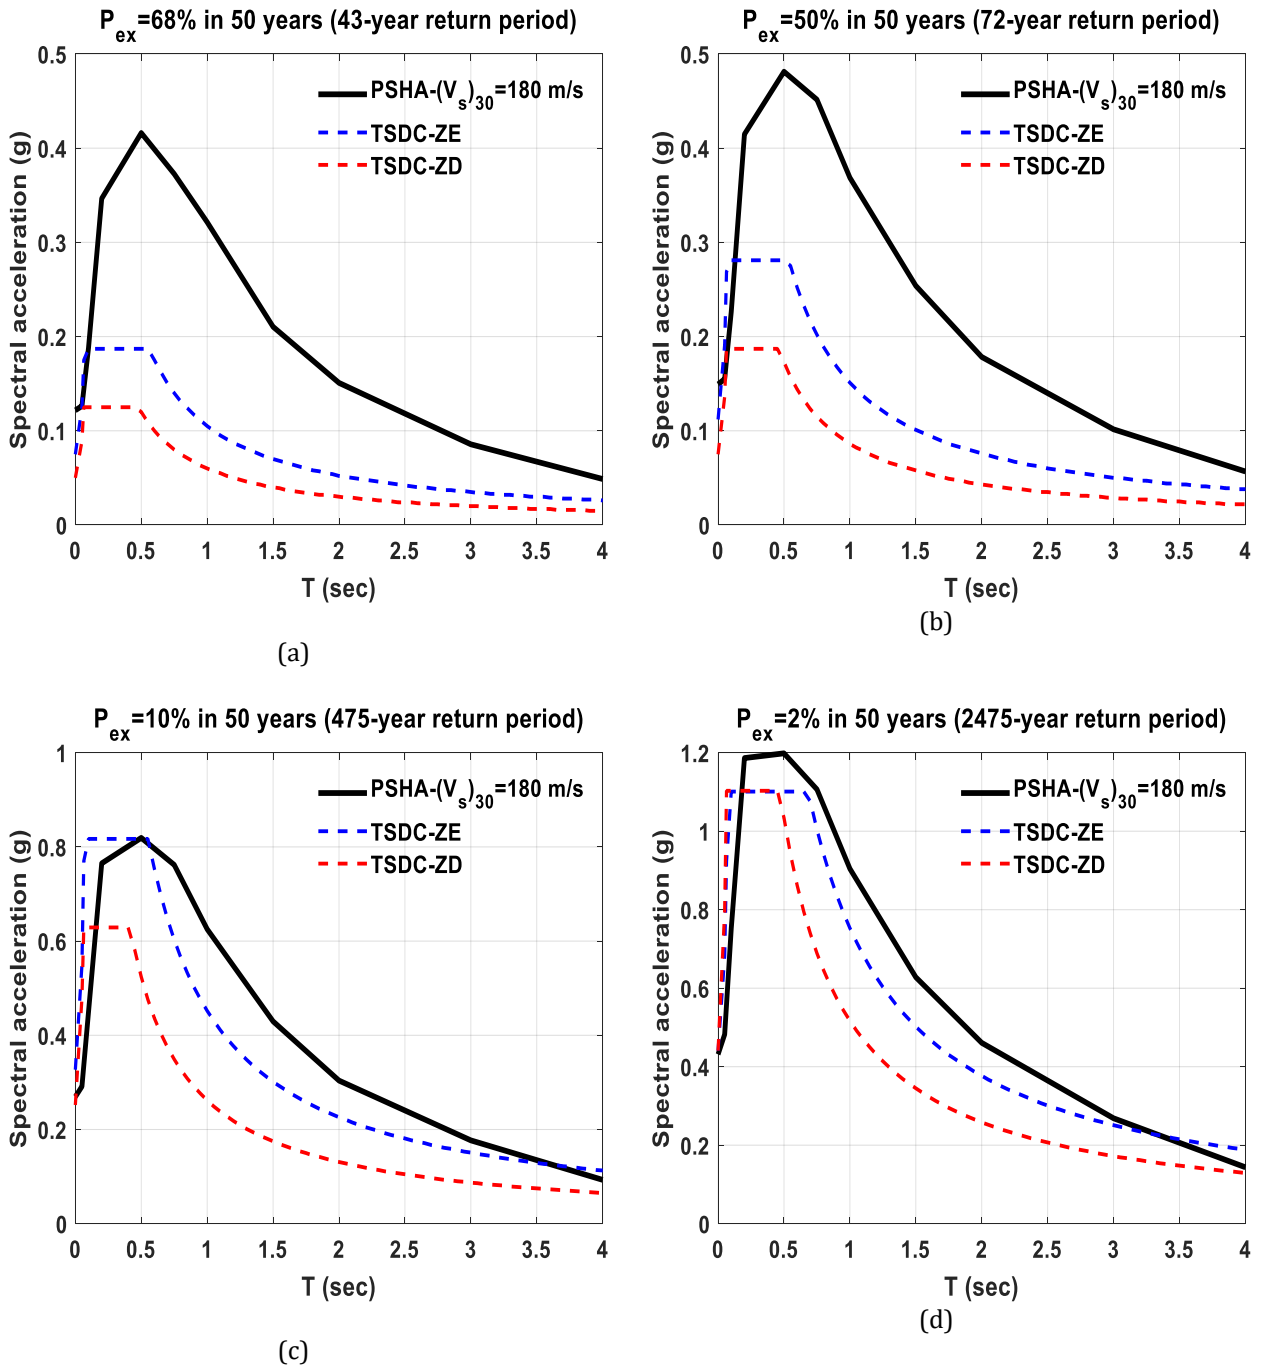 P_ex=68% in 50 years (43-year return period)
0.5
0.4
0.3
0.2
0.1
0
Spectral acceleration (g)
PSHA-(V_s)_30=180 m/s
TSDC-ZE
TSDC-ZD
0 0.5 1 1.5 2 2.5 3 3.5 4
T (sec)
(a)
P_ex=50% in 50 years (72-year return period)
0.5
0.4
0.3
0.2
0.1
0
Spectral acceleration (g)
PSHA-(V_s)_30=180 m/s
TSDC-ZE
TSDC-ZD
0 0.5 1 1.5 2 2.5 3 3.5 4
T (sec)
(b)
P_ex=10% in 50 years (475-year return period)
1
0.8
0.6
0.4
0.2
0
Spectral acceleration (g)
PSHA-(V_s)_30=180 m/s
TSDC-ZE
TSDC-ZD
0 0.5 1 1.5 2 2.5 3 3.5 4
T (sec)
(c)
P_ex=2% in 50 years (2475-year return period)
1.2
1
0.8
0.6
0.4
0.2
0
Spectral acceleration (g)
PSHA-(V_s)_30=180 m/s
TSDC-ZE
TSDC-ZD
0 0.5 1 1.5 2 2.5 3 3.5 4
T (sec)
(d)